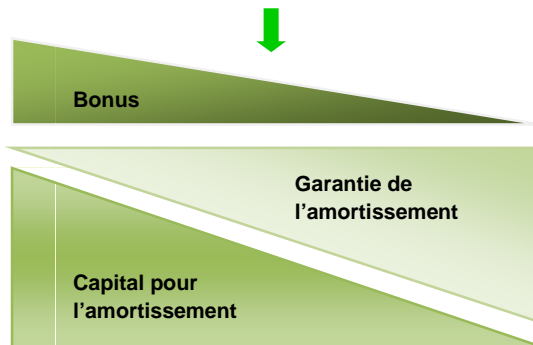 Bonus
Garantie de
l’amortissement
Capital pour
l’amortissement